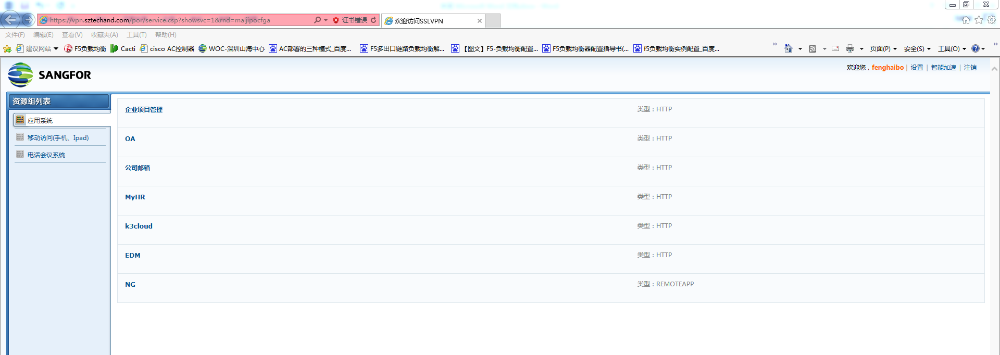 https://vpn.sztechand.com/por/service.csp?showsvc=1&rnd=maljipocfga 证书错误 欢迎访问SSLVPN
文件(F) 编辑(E) 查看(V) 收藏夹(A) 工具(T) 帮助(H)
建议网站 F5负载均衡 Cacti cisco AC控制器 WOC-深圳山海中心 AC部署的三种模式_百度... F5多出口链路负载均衡解... 【图文】F5-负载均衡配置... F5负载均衡器配置指导书(... f5负载均衡实例配置_百度... 页面(P) 安全(S) 工具(O)
SANGFOR
欢迎您，fenghaibo | 设置 | 智能加速 | 注销
资源组列表
应用系统
移动访问(手机、Ipad)
电话会议系统
企业项目管理 类型：HTTP
OA 类型：HTTP
公司邮箱 类型：HTTP
MyHR 类型：HTTP
k3cloud 类型：HTTP
EDM 类型：HTTP
NG 类型：REMOTEAPP